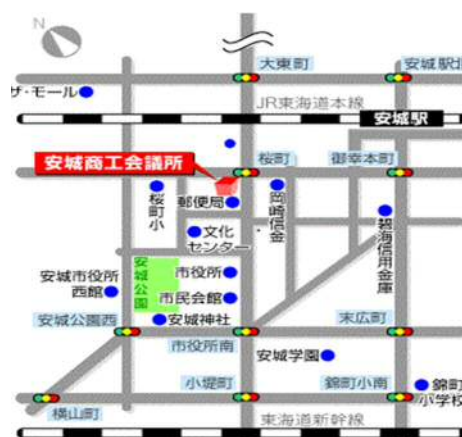 N
大東町
安城駅北
ザ・モール
JR東海道本線
安城駅
安城商工会議所
桜町
御幸本町
桜町小
郵便局
岡崎信金
文化
センター
碧海信用金庫
安城公園
市役所
安城市役所
西館
市民会館
安城公園西
安城神社
市役所南
末広町
安城学園
小堤町
錦町小南
錦町
小学校
横山町
東海道新幹線